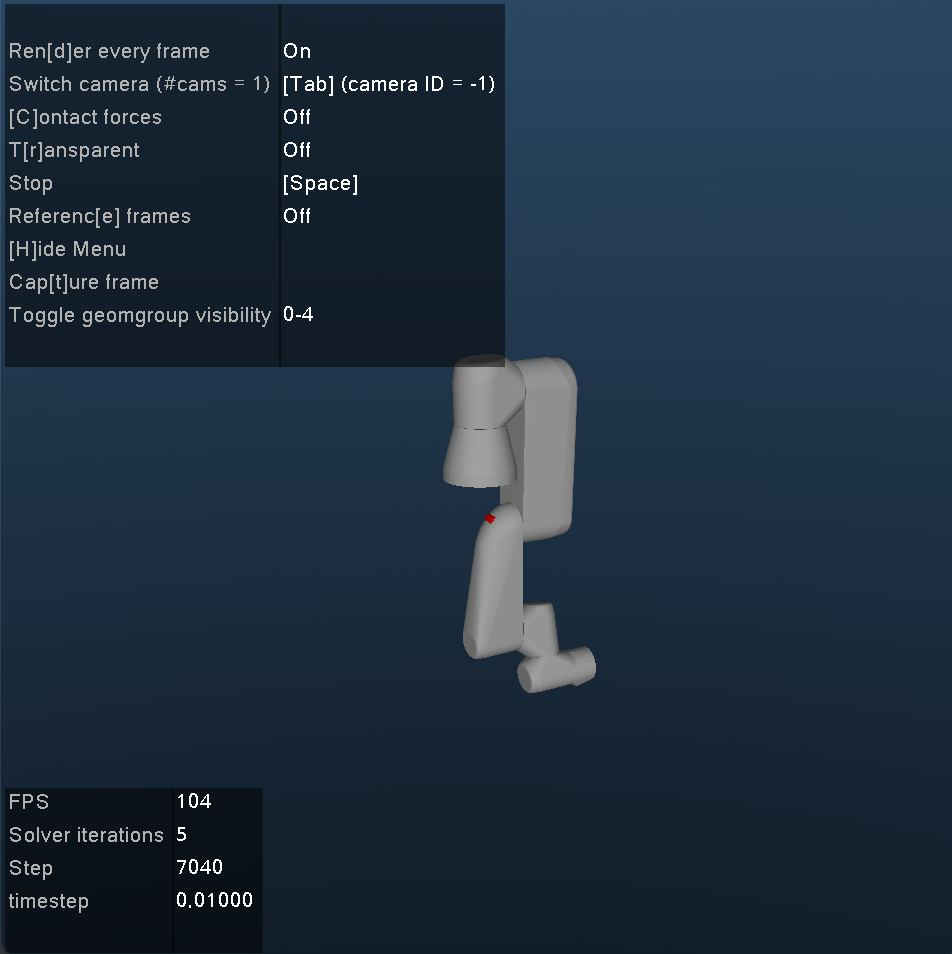 Ren[d]er every frame On
Switch camera (#cams = 1) [Tab] (camera ID = -1)
[C]ontact forces Off
T[r]ansparent Off
Stop [Space]
Referenc[e] frames Off
[H]ide Menu
Cap[t]ure frame
Toggle geomgroup visibility 0-4
FPS 104
Solver iterations 5
Step 7040
timestep 0.01000